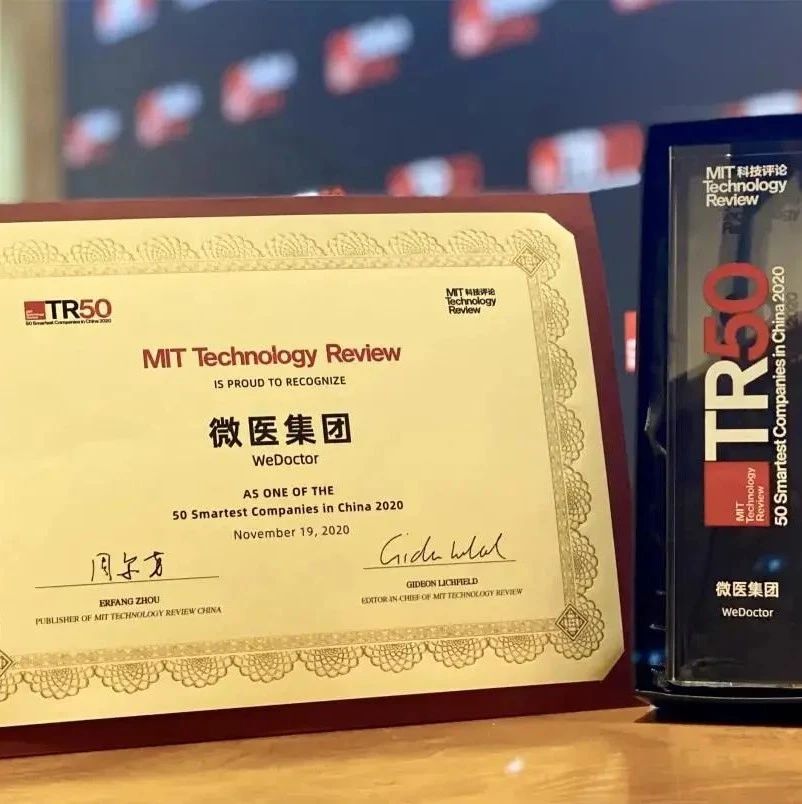 TR50
50 Smartest Companies in China 2020
MIT 科技评论
Technology
Review
MIT Technology Review
IS PROUD TO RECOGNIZE
微医集团
WeDoctor
AS ONE OF THE
50 Smartest Companies in China 2020
November 19, 2020
周尔方
ERFANG ZHOU
PUBLISHER OF MIT TECHNOLOGY REVIEW CHINA
GIDEON LICHFIELD
EDITOR-IN-CHIEF OF MIT TECHNOLOGY REVIEW
MIT 科技评论
Technology
Review
MIT
Technology
Review
TR50
50 Smartest Companies in China 2020
微医集团
WeDoctor
TR